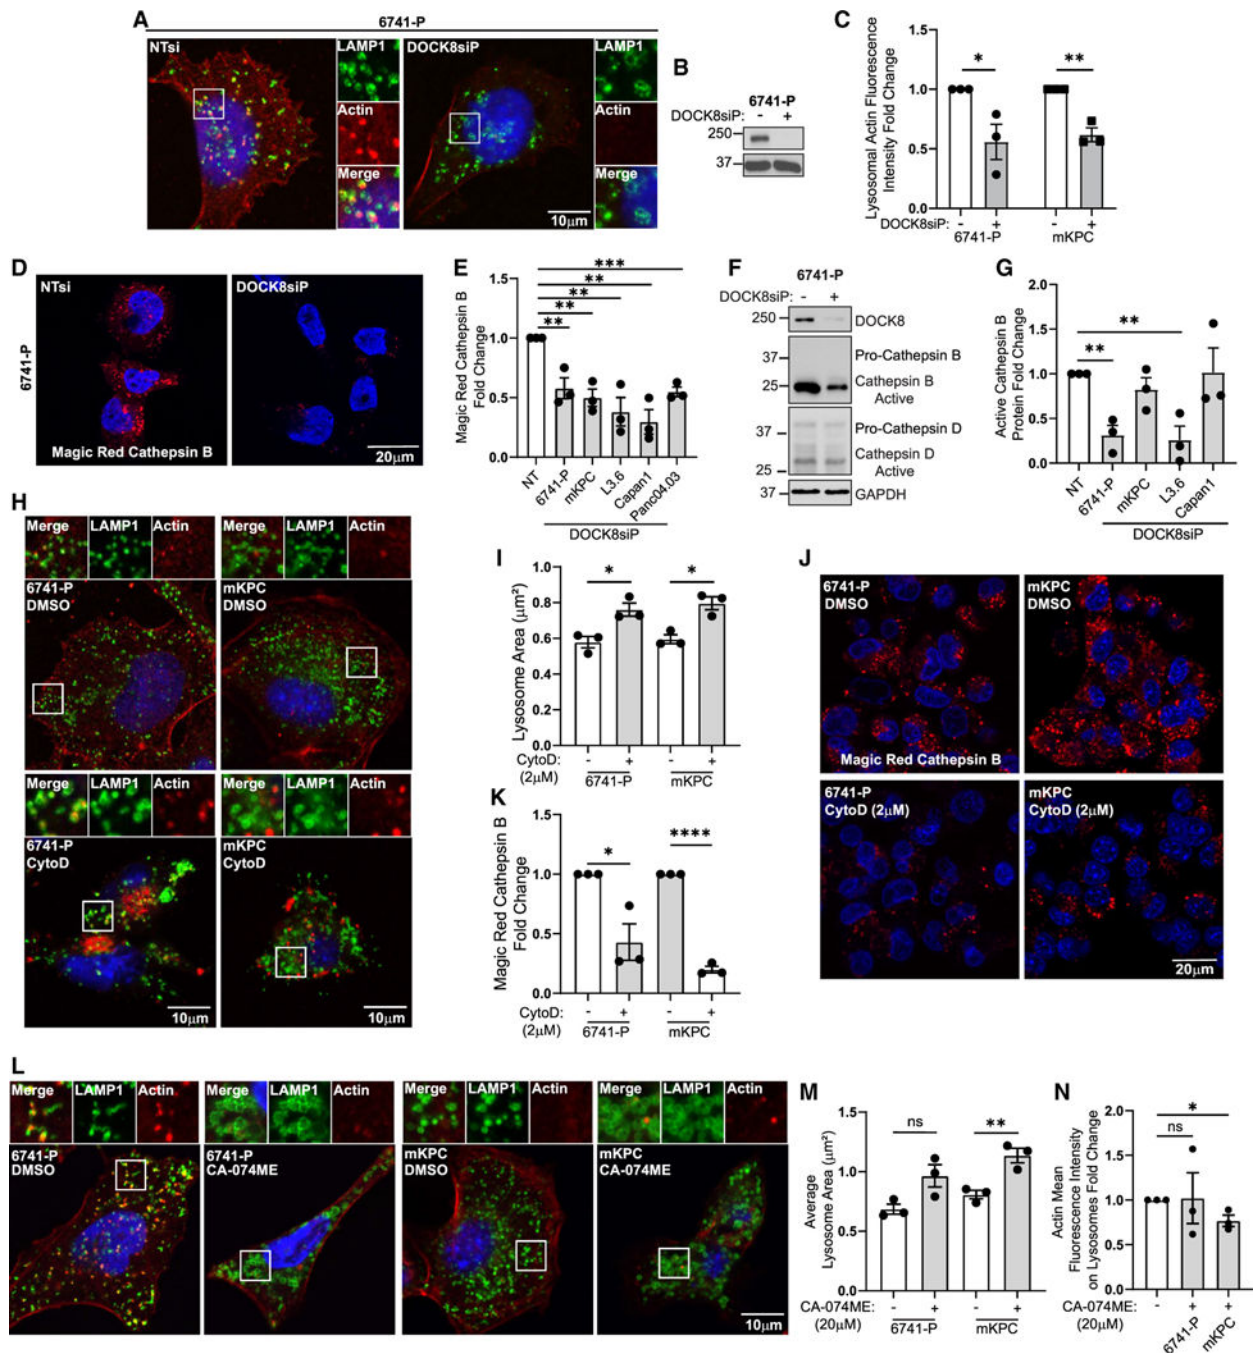 A
6741-P
NTsi
LAMP1
Actin
Merge
DOCK8siP
LAMP1
Actin
Merge
10μm
B
6741-P
DOCK8siP: - +
250
37
C
Lysosomal Actin Fluorescence
Intensity Fold Change
1.0
0.5
0.0
* **
DOCK8siP: - + - +
6741-P mKPC
D
6741-P
NTsi
DOCK8siP
Magic Red Cathepsin B
20μm
E
Magic Red Cathepsin B
Fold Change
1.5
1.0
0.5
0.0
***
**
**
**
**
NT 6741-P mKPC L3.6 Capan1 Panc04.03
DOCK8siP
F
6741-P
DOCK8siP: - +
250 DOCK8
37 Pro-Cathepsin B
25 Cathepsin B
Active
37 Pro-Cathepsin D
Cathepsin D
25 Active
37 GAPDH
G
Active Cathepsin B
Protein Fold Change
2.0
1.5
1.0
0.5
0.0
**
**
NT 6741-P mKPC L3.6 Capan1
DOCK8siP
H
Merge LAMP1 Actin Merge LAMP1 Actin
6741-P
DMSO
mKPC
DMSO
Merge LAMP1 Actin Merge LAMP1 Actin
6741-P
CytoD
mKPC
CytoD
10μm
10μm
I
Lysosome Area (μm²)
1.0
0.8
0.6
0.4
0.2
0.0
* *
CytoD: - + - +
(2μM) 6741-P mKPC
J
6741-P
DMSO
mKPC
DMSO
Magic Red Cathepsin B
6741-P
CytoD (2μM)
mKPC
CytoD (2μM)
20μm
K
Magic Red Cathepsin B
Fold Change
1.5
1.0
0.5
0.0
* ****
CytoD: - + - +
(2μM) 6741-P mKPC
L
Merge LAMP1 Actin Merge LAMP1 Actin Merge LAMP1 Actin Merge LAMP1 Actin
6741-P
DMSO
6741-P
CA-074ME
mKPC
DMSO
mKPC
CA-074ME
10μm
M
Average
Lysosome Area (μm²)
1.5
1.0
0.5
0.0
ns **
CA-074ME: - + - +
(20μM) 6741-P mKPC
N
Actin Mean
Fluorescence Intensity
on Lysosomes Fold Change
2.0
1.5
1.0
0.5
0.0
*
ns
CA-074ME: - + +
(20μM) 6741-P mKPC